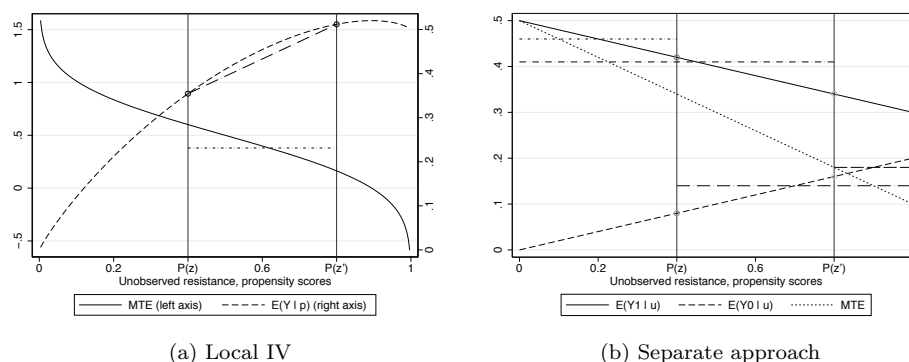 1.5
1
.5
0
-.5
.5
.4
.3
.2
.1
0
0 0.2 P(z) 0.6 P(z') 1
Unobserved resistance, propensity scores
MTE (left axis) E(Y | p) (right axis)
(a) Local IV
.5
.4
.3
.2
.1
0
0 0.2 P(z) 0.6 P(z')
Unobserved resistance, propensity scores
E(Y1 | u) E(Y0 | u) MTE
(b) Separate approach